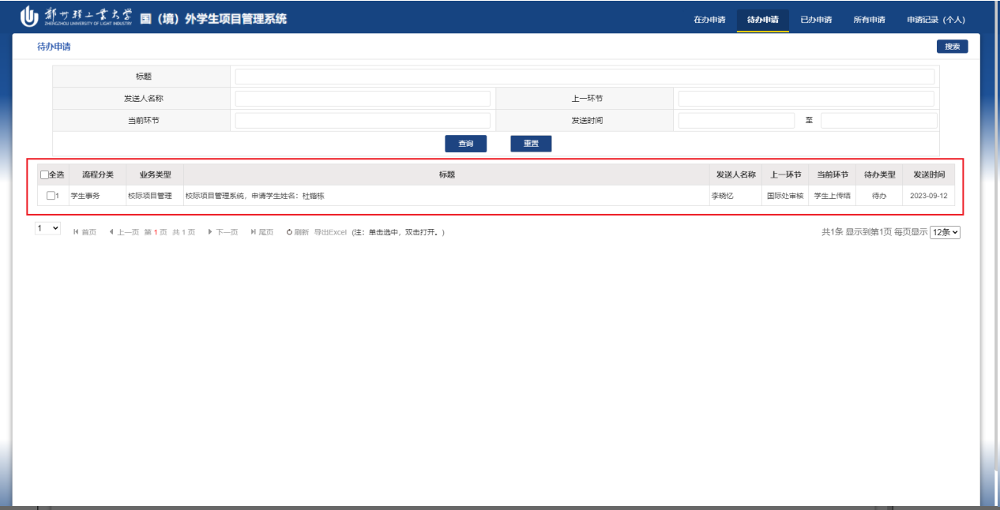 郑州轻工业大学 国（境）外学生项目管理系统 在办申请 待办申请 已办申请 所有申请 申请记录（个人）
ZHENGZHOU UNIVERSITY OF LIGHT INDUSTRY
待办申请 搜索
标题
发送人名称 上一环节
当前环节 发送时间 至
查询 重置
全选 流程分类 业务类型 标题 发送人名称 上一环节 当前环节 待办类型 发送时间
1 学生事务 校际项目管理 校际项目管理系统，申请学生姓名：杜锴栋 李晓忆 国际处审核 学生上传结 待办 2023-09-12
1 首页 上一页 第1页 共1页 下一页 尾页 刷新 导出Excel（注：单击选中，双击打开。） 共1条 显示到第1页 每页显示 12条